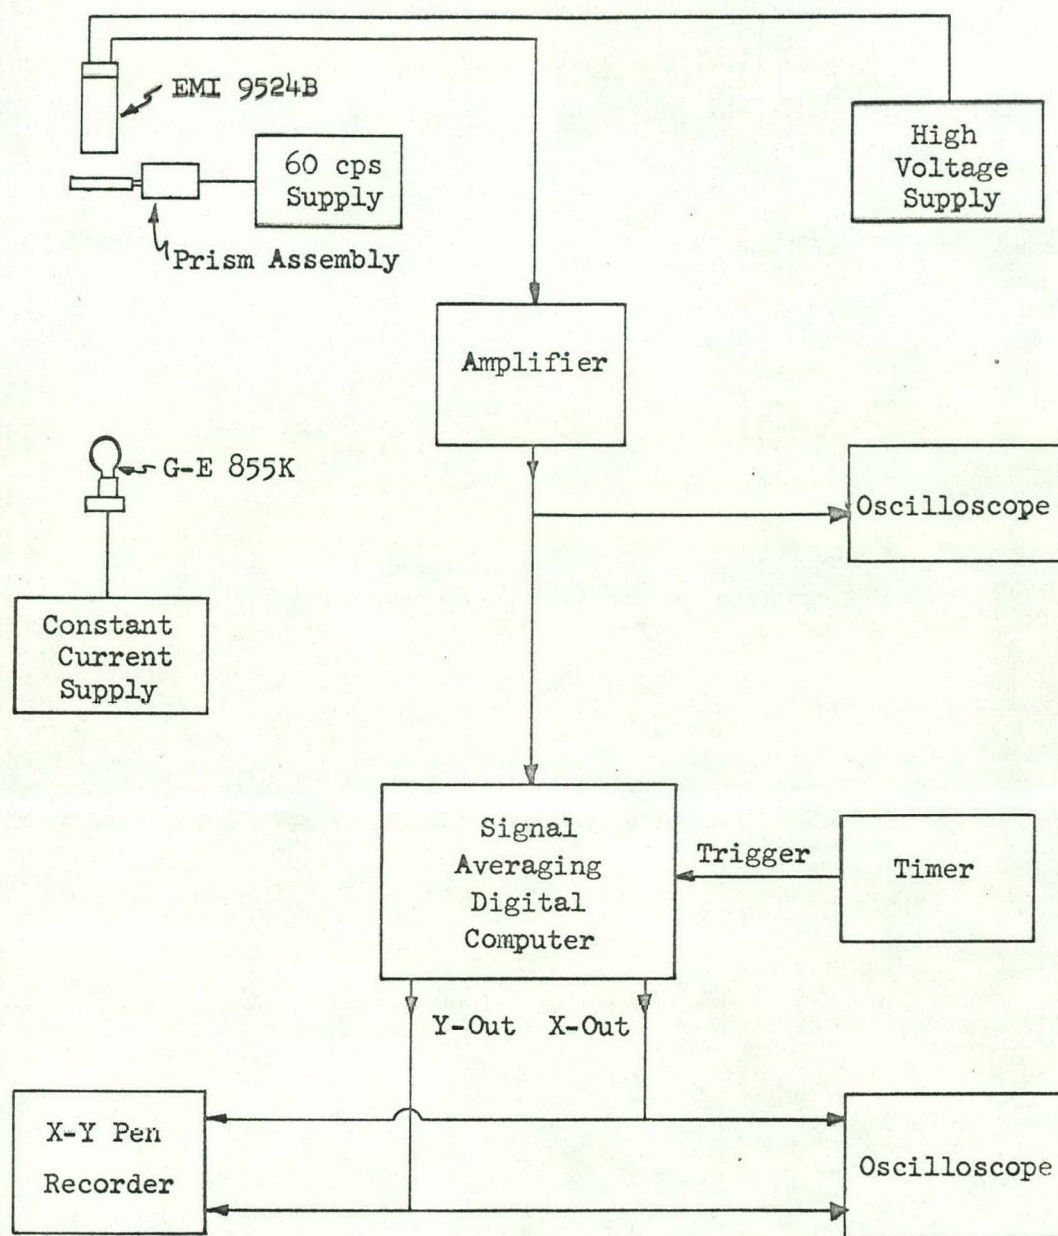 EMI 9524B
60 cps
Supply
High
Voltage
Supply
Prism Assembly
Amplifier
G-E 855K
Oscilloscope
Constant
Current
Supply
Signal
Averaging
Digital
Computer
Trigger
Timer
Y-Out X-Out
X-Y Pen
Recorder
Oscilloscope